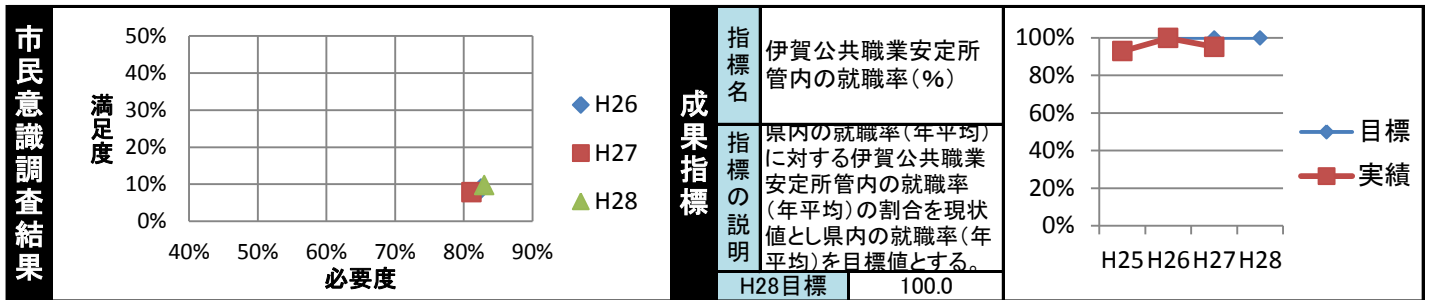 市民意識調査結果
50%
40%
30%
20%
10%
0%
満足度
40% 50% 60% 70% 80% 90%
必要度
H26
H27
H28
成果指標
指標名
伊賀公共職業安定所
管内の就職率(%)
指標の説明
県内の就職率(年平均)
に対する伊賀公共職業
安定所管内の就職率
(年平均)の割合を現状
値とし県内の就職率(年
平均)を目標値とする。
H28目標 100.0
100%
80%
60%
40%
20%
0%
H25 H26 H27 H28
目標
実績